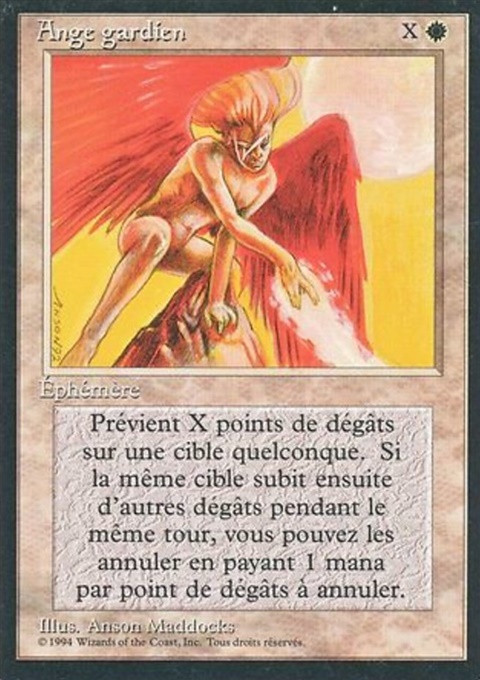 Ange gardien X
Éphémère
Prévient X points de dégâts
sur une cible quelconque. Si
la même cible subit ensuite
d'autres dégâts pendant le
même tour, vous pouvez les
annuler en payant 1 mana
par point de dégâts à annuler.
ANSON 92
Illus. Anson Maddocks
© 1994 Wizards of the Coast, Inc. Tous droits réservés.